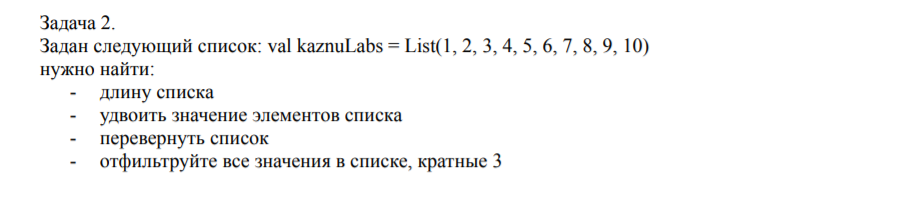 Задача 2.
Задан следующий список: val kaznuLabs = List(1, 2, 3, 4, 5, 6, 7, 8, 9, 10)
нужно найти:
- длину списка
- удвоить значение элементов списка
- перевернуть список
- отфильтруйте все значения в списке, кратные 3